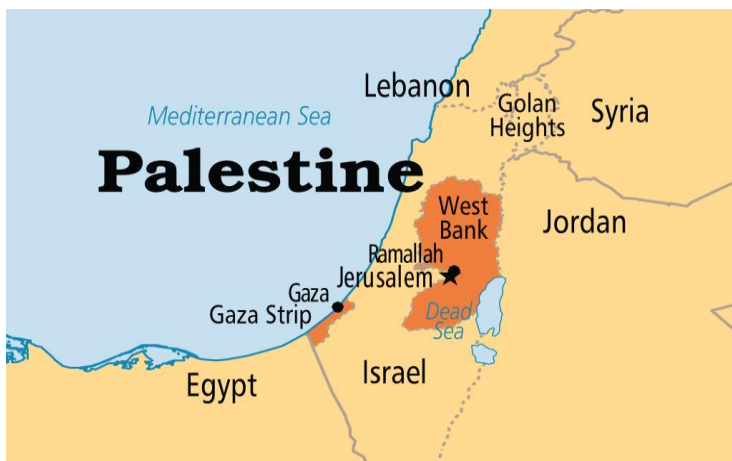 Lebanon
Golan
Heights
Syria
Mediterranean Sea
Palestine
West
Bank
Jordan
Ramallah
Jerusalem
Gaza
Gaza Strip
Dead
Sea
Egypt
Israel